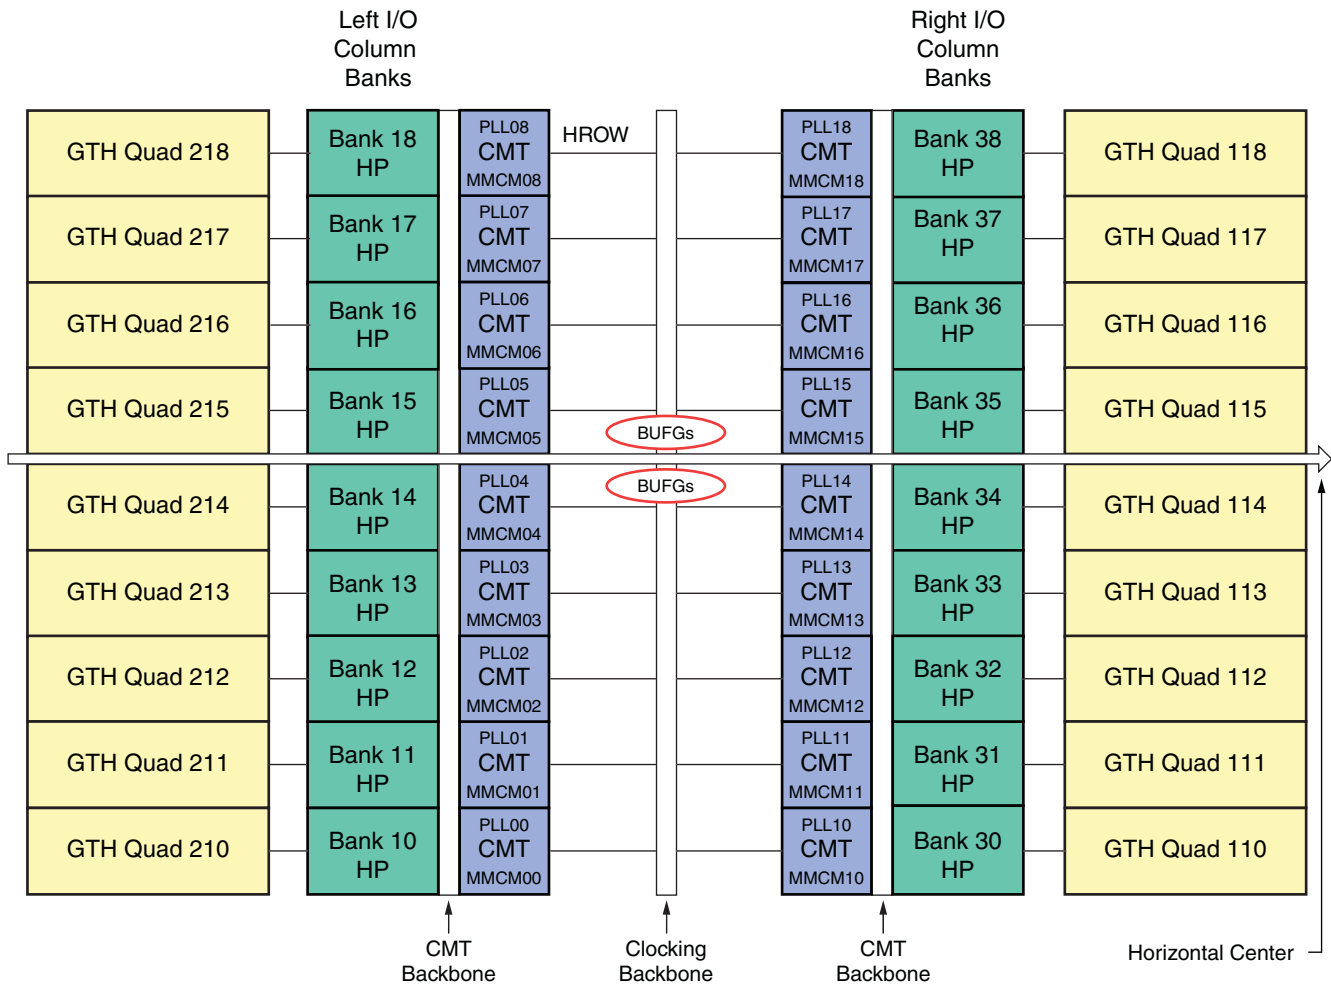 Left I/O
Column
Banks
Right I/O
Column
Banks
GTH Quad 218
Bank 18
HP
PLL08
CMT
MMCM08
HROW
PLL18
CMT
MMCM18
Bank 38
HP
GTH Quad 118
GTH Quad 217
Bank 17
HP
PLL07
CMT
MMCM07
PLL17
CMT
MMCM17
Bank 37
HP
GTH Quad 117
GTH Quad 216
Bank 16
HP
PLL06
CMT
MMCM06
PLL16
CMT
MMCM16
Bank 36
HP
GTH Quad 116
GTH Quad 215
Bank 15
HP
PLL05
CMT
MMCM05
BUFGs
PLL15
CMT
MMCM15
Bank 35
HP
GTH Quad 115
GTH Quad 214
Bank 14
HP
PLL04
CMT
MMCM04
BUFGs
PLL14
CMT
MMCM14
Bank 34
HP
GTH Quad 114
GTH Quad 213
Bank 13
HP
PLL03
CMT
MMCM03
PLL13
CMT
MMCM13
Bank 33
HP
GTH Quad 113
GTH Quad 212
Bank 12
HP
PLL02
CMT
MMCM02
PLL12
CMT
MMCM12
Bank 32
HP
GTH Quad 112
GTH Quad 211
Bank 11
HP
PLL01
CMT
MMCM01
PLL11
CMT
MMCM11
Bank 31
HP
GTH Quad 111
GTH Quad 210
Bank 10
HP
PLL00
CMT
MMCM00
PLL10
CMT
MMCM10
Bank 30
HP
GTH Quad 110
CMT
Backbone
Clocking
Backbone
CMT
Backbone
Horizontal Center